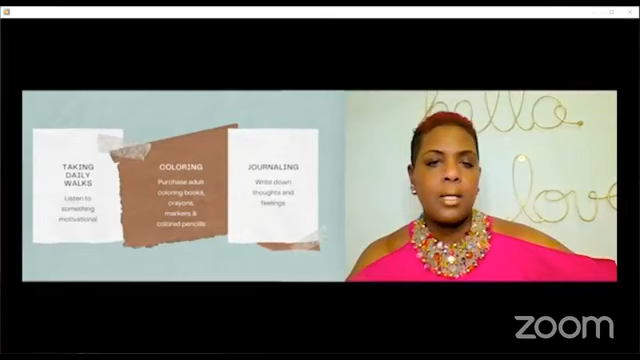 TAKING
DAILY
WALKS
Listen to
something
motivational
COLORING
Purchase adult
coloring books,
crayons,
markers &
colored pencils
JOURNALING
Write down
thoughts and
feelings.
hello
love
zoom